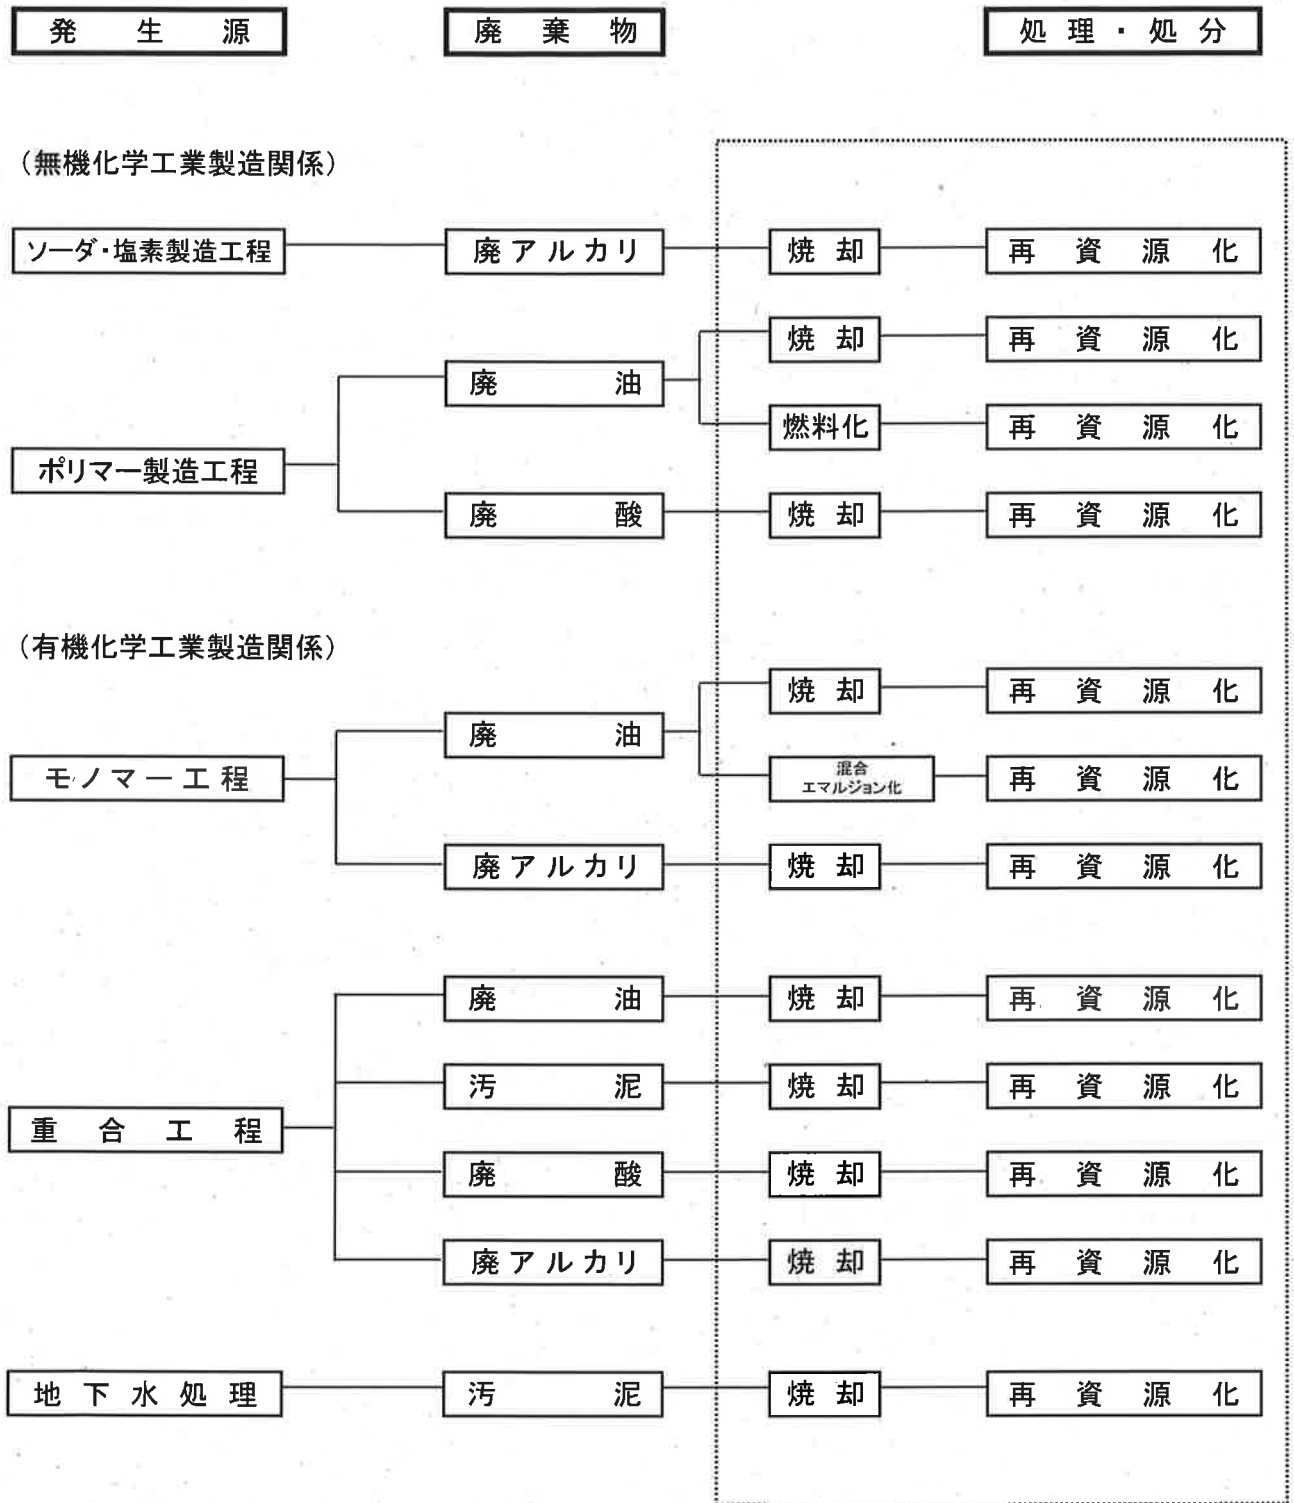 発生源 廃棄物 処理・処分
（無機化学工業製造関係）
ソーダ・塩素製造工程 廃アルカリ 焼却 再資源化
焼却 再資源化
廃油
燃料化 再資源化
ポリマー製造工程
廃酸 焼却 再資源化
（有機化学工業製造関係）
焼却 再資源化
廃油
混合
モノマー工程 エマルジョン化 再資源化
廃アルカリ 焼却 再資源化
廃油 焼却 再資源化
汚泥 焼却 再資源化
重合工程
廃酸 焼却 再資源化
廃アルカリ 焼却 再資源化
地下水処理 汚泥 焼却 再資源化